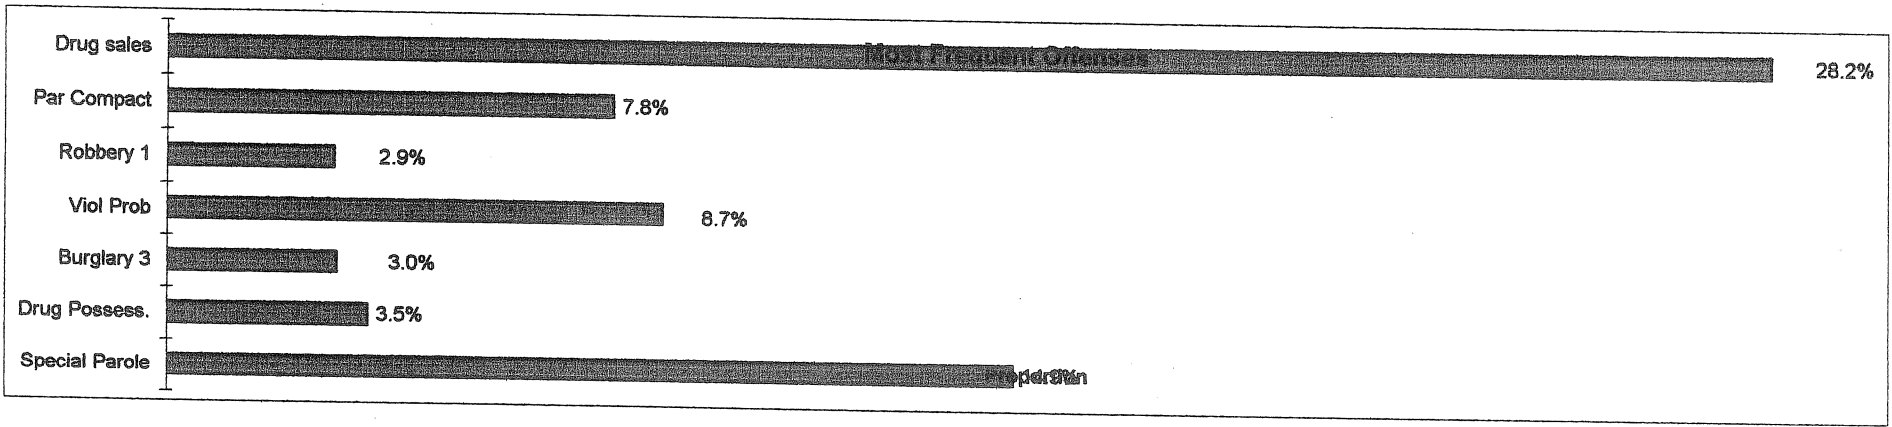 Most Frequent Offenses
Drug sales 28.2%
Par Compact 7.8%
Robbery 1 2.9%
Viol Prob 8.7%
Burglary 3 3.0%
Drug Possess. 3.5%
Special Parole
Proportion